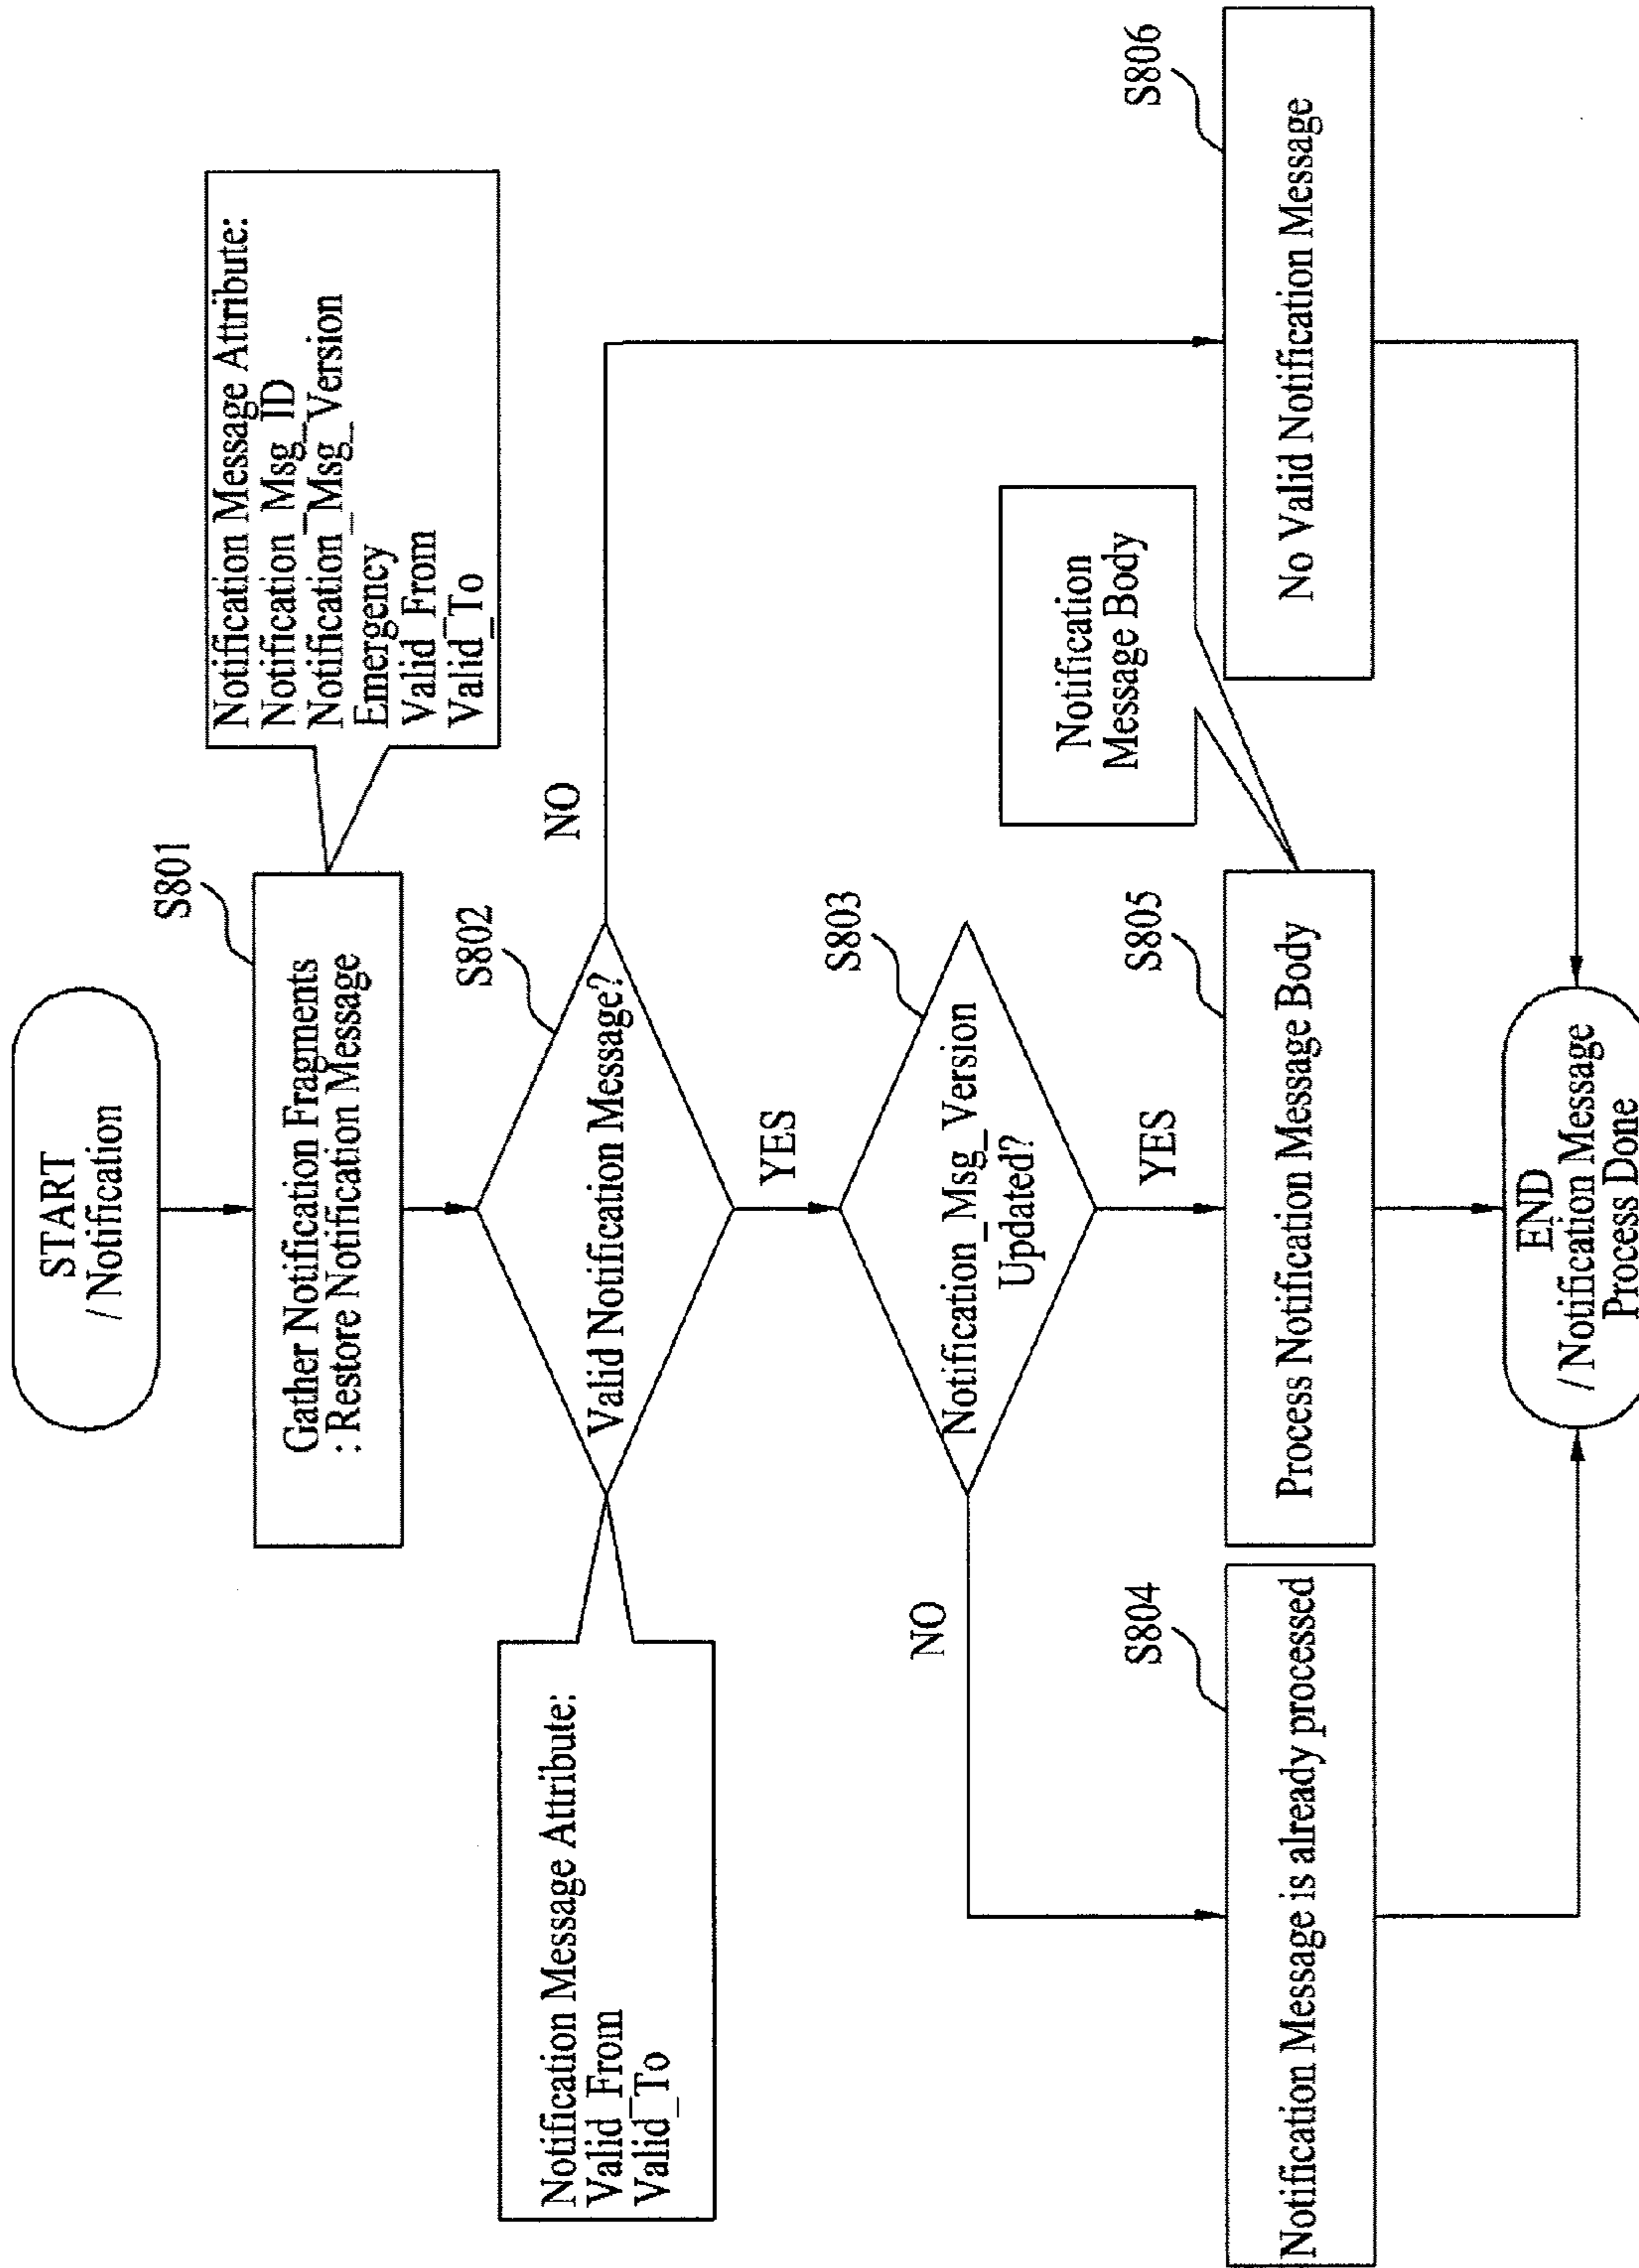 START
/ Notification
S801
Gather Notification Fragments
: Restore Notification Message
Notification Message Attribute:
Notification_Msg_ID
Notification_Msg_Version
Emergency
Valid_From
Valid_To
S802
Valid Notification Message?
NO
Notification Message Attribute:
Valid_From
Valid_To
YES
S803
Notification_Msg_Version
Updated?
NO
YES
Notification
Message Body
S804
Notification Message is already processed
S805
Process Notification Message Body
S806
No Valid Notification Message
END
/ Notification Message
Process Done